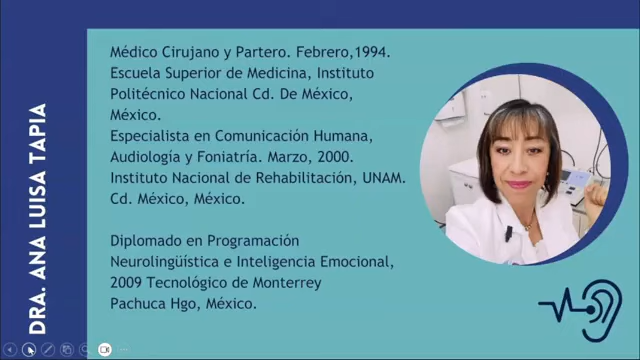 DRA. ANA LUISA TAPIA
Médico Cirujano y Partero. Febrero,1994.
Escuela Superior de Medicina, Instituto
Politécnico Nacional Cd. De México,
México.
Especialista en Comunicación Humana,
Audiología y Foniatría. Marzo, 2000.
Instituto Nacional de Rehabilitación, UNAM.
Cd. México, México.
Diplomado en Programación
Neurolingüística e Inteligencia Emocional,
2009 Tecnológico de Monterrey
Pachuca Hgo, México.